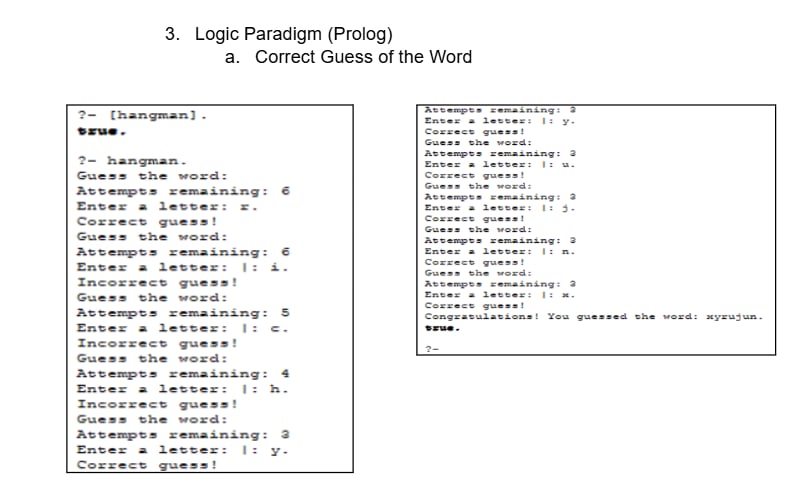 3. Logic Paradigm (Prolog)
a. Correct Guess of the Word
?- [hangman].
true.
?- hangman.
Guess the word:
Attempts remaining: 6
Enter a letter: r.
Correct guess!
Guess the word:
Attempts remaining: 6
Enter a letter: |: i.
Incorrect guess!
Guess the word:
Attempts remaining: 5
Enter a letter: |: c.
Incorrect guess!
Guess the word:
Attempts remaining: 4
Enter a letter: |: h.
Incorrect guess!
Guess the word:
Attempts remaining: 3
Enter a letter: |: y.
Correct guess!
Attempts remaining: 3
Enter a letter: |: y.
Correct guess!
Guess the word:
Attempts remaining: 3
Enter a letter: |: u.
Correct guess!
Guess the word:
Attempts remaining: 3
Enter a letter: |: j.
Correct guess!
Guess the word:
Attempts remaining: 3
Enter a letter: |: n.
Correct guess!
Guess the word:
Attempts remaining: 3
Enter a letter: |: x.
Correct guess!
Congratulations! You guessed the word: xyrujun.
true.
?-